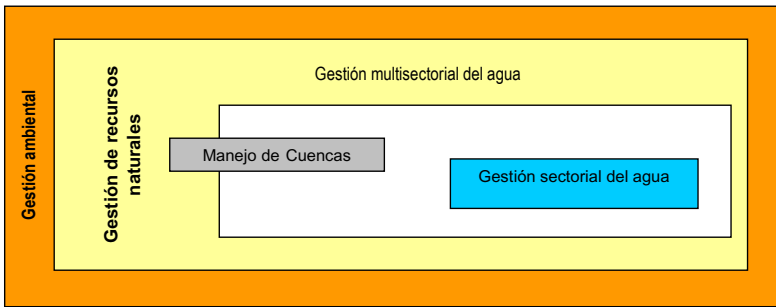 Gestión ambiental
Gestión de recursos
naturales
Gestión multisectorial del agua
Manejo de Cuencas
Gestión sectorial del agua